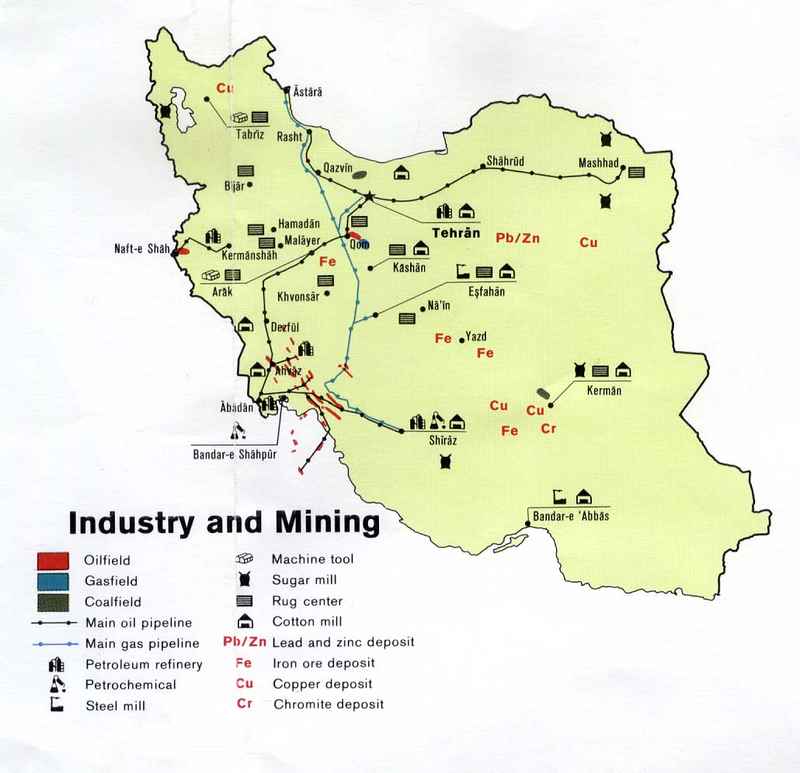 Cu
Āstārā
Tabrīz
Rasht
Qazvīn
Shāhrūd
Mashhad
Bījār
Hamadān
Tehrān
Naft-e Shāh
Malāyer
Qom
Pb/Zn
Cu
Kermānshāh
Fe
Kāshān
Arāk
Khvonsār
Eşfahān
Nā'īn
Dezfūl
Fe
Yazd
Fe
Ahvāz
Kermān
Ābādān
Cu
Cu
Fe
Cr
Shīrāz
Bandar-e Shāhpūr
Bandar-e 'Abbās
Industry and Mining
Oilfield
Gasfield
Coalfield
Main oil pipeline
Main gas pipeline
Petroleum refinery
Petrochemical
Steel mill
Machine tool
Sugar mill
Rug center
Cotton mill
Pb/Zn Lead and zinc deposit
Fe Iron ore deposit
Cu Copper deposit
Cr Chromite deposit